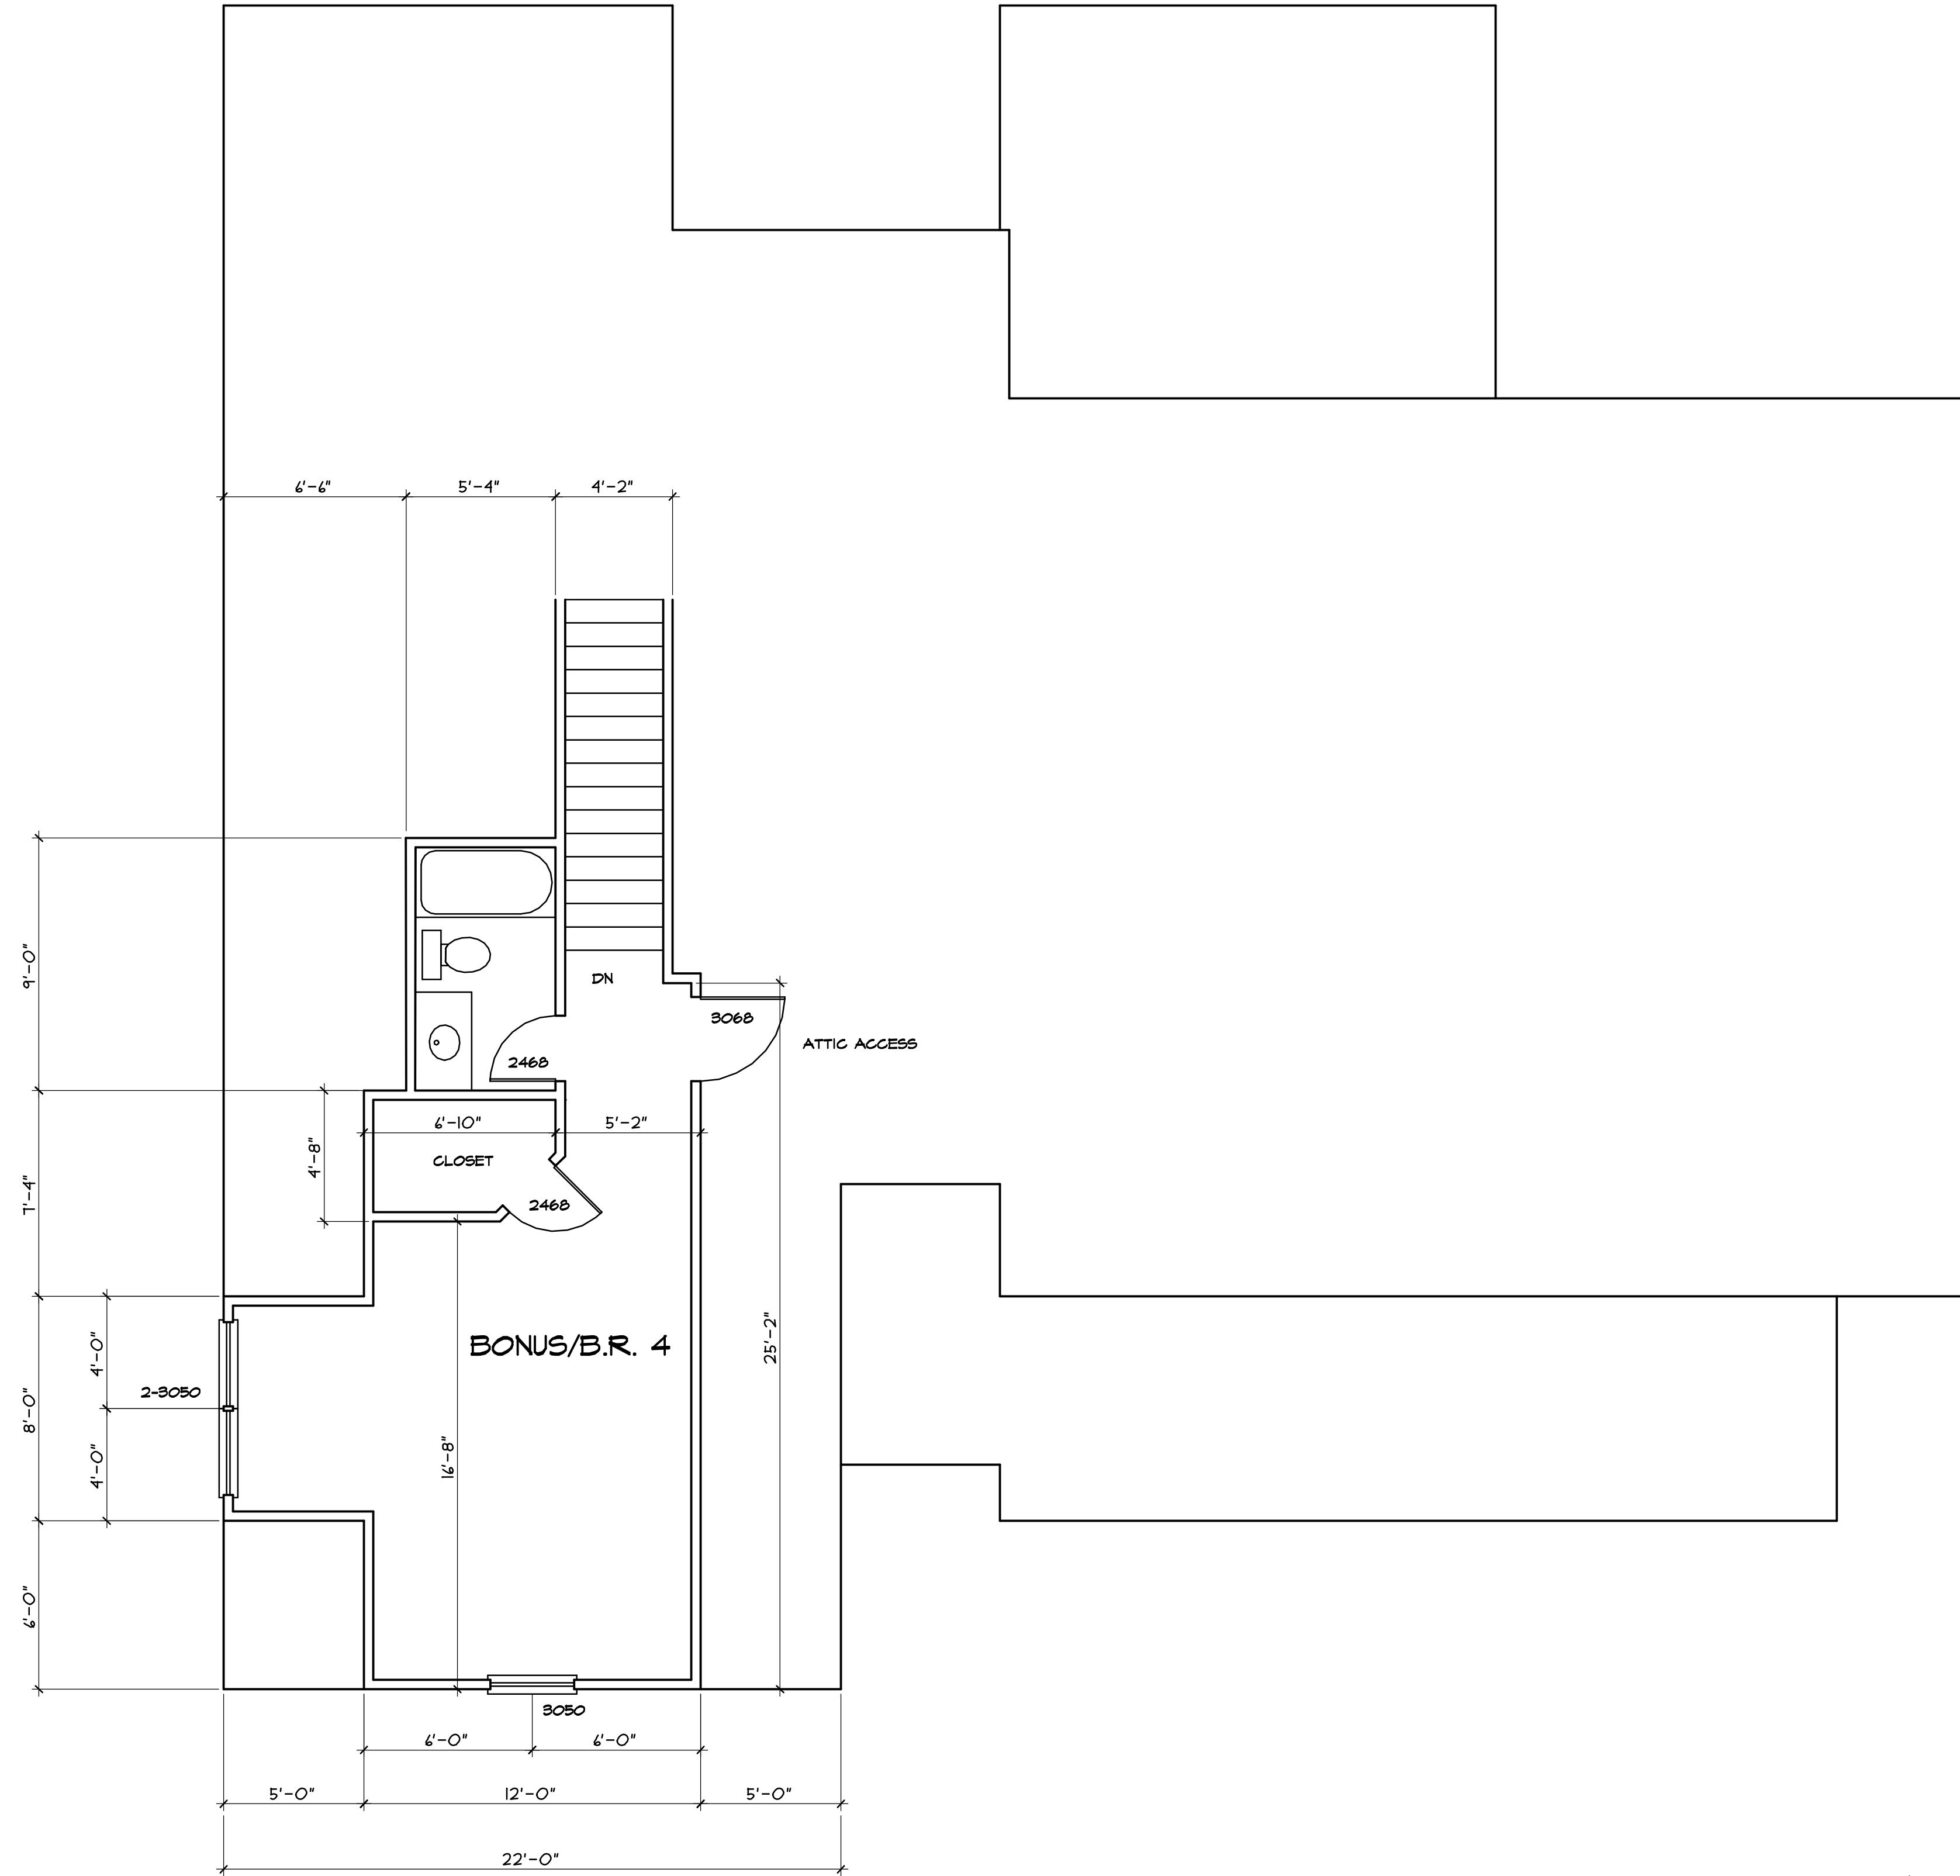 6'-6" 5'-4" 4'-2"
9'-0"
DN
3068
ATTIC ACCESS
2468
6'-10" 5'-2"
4'-8"
CLOSET
7'-4"
2468
25'-2"
BONUS/B.R. 4
4'-0"
2-3050
8'-0"
16'-8"
4'-0"
6'-0"
3050
6'-0" 6'-0"
5'-0" 12'-0" 5'-0"
22'-0"